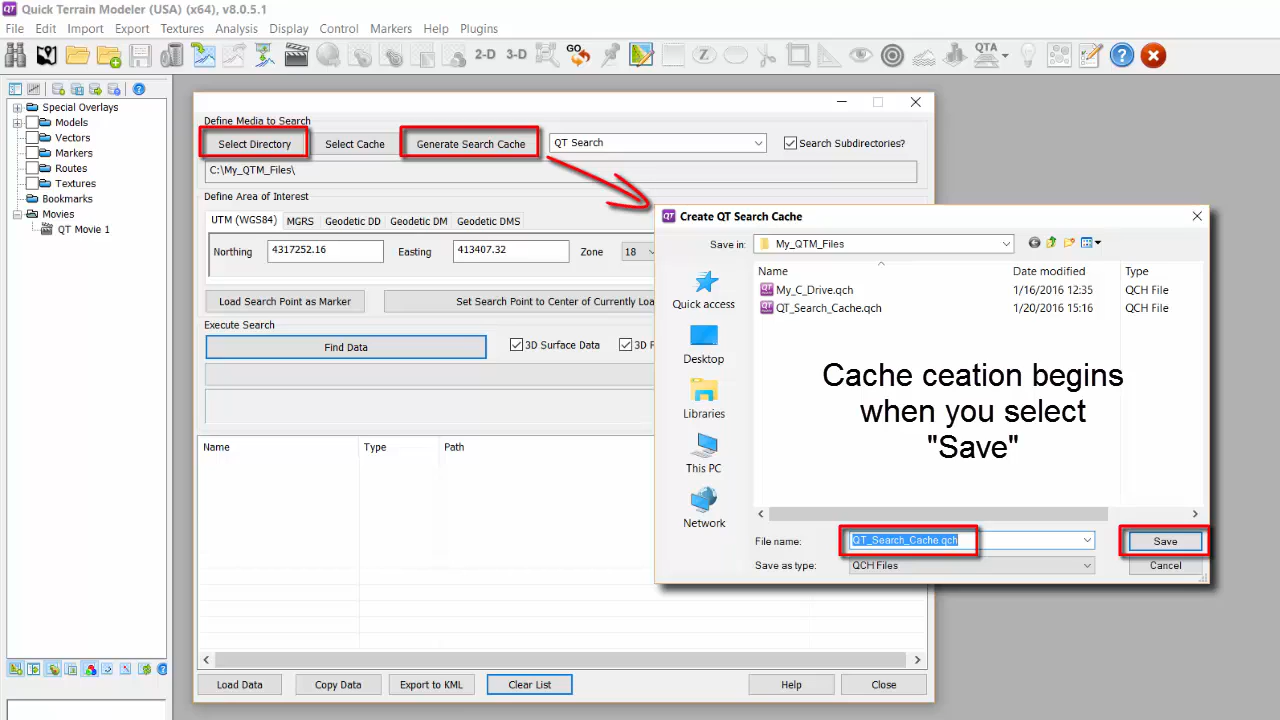 Quick Terrain Modeler (USA) (x64), v8.0.5.1
File Edit Import Export Textures Analysis Display Control Markers Help Plugins
2-D 3-D GO QTA
Special Overlays
Models
Vectors
Markers
Routes
Textures
Bookmarks
Movies
QT Movie 1
Define Media to Search
Select Directory Select Cache Generate Search Cache QT Search Search Subdirectories?
C:\My_QTM_Files\
Define Area of Interest
UTM (WGS84) MGRS Geodetic DD Geodetic DM Geodetic DMS
Northing 4317252.16 Easting 413407.32 Zone 18
Load Search Point as Marker Set Search Point to Center of Currently Loa
Execute Search
Find Data 3D Surface Data 3D
Name Type Path
Load Data Copy Data Export to KML Clear List Help Close
Create QT Search Cache
Save in: My_QTM_Files
Name Date modified Type
My_C_Drive.qch 1/16/2016 12:35 QCH File
QT_Search_Cache.qch 1/20/2016 15:16 QCH File
Quick access
Desktop
Libraries
This PC
Network
Cache ceation begins
when you select
"Save"
File name: QT_Search_Cache.qch Save
Save as type: QCH Files Cancel